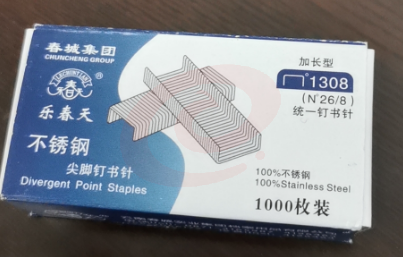 春城集团
CHUNCHENG GROUP
乐春天
不锈钢
尖脚钉书针
Divergent Point Staples
加长型
1308
(N°26/8)
统一钉书针
100%不锈钢
100%Stainless Steel
1000枚装